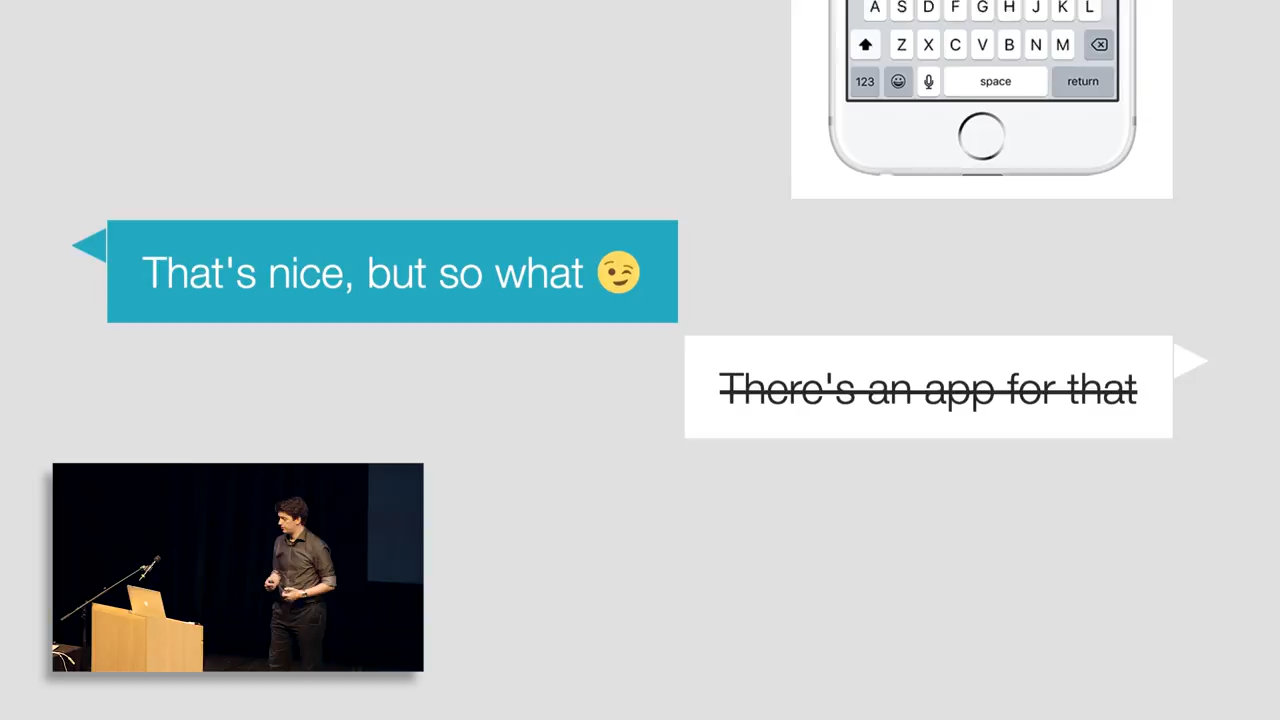 A S D F G H J K L
Z X C V B N M
123 space return
That's nice, but so what 😉
There's an app for that